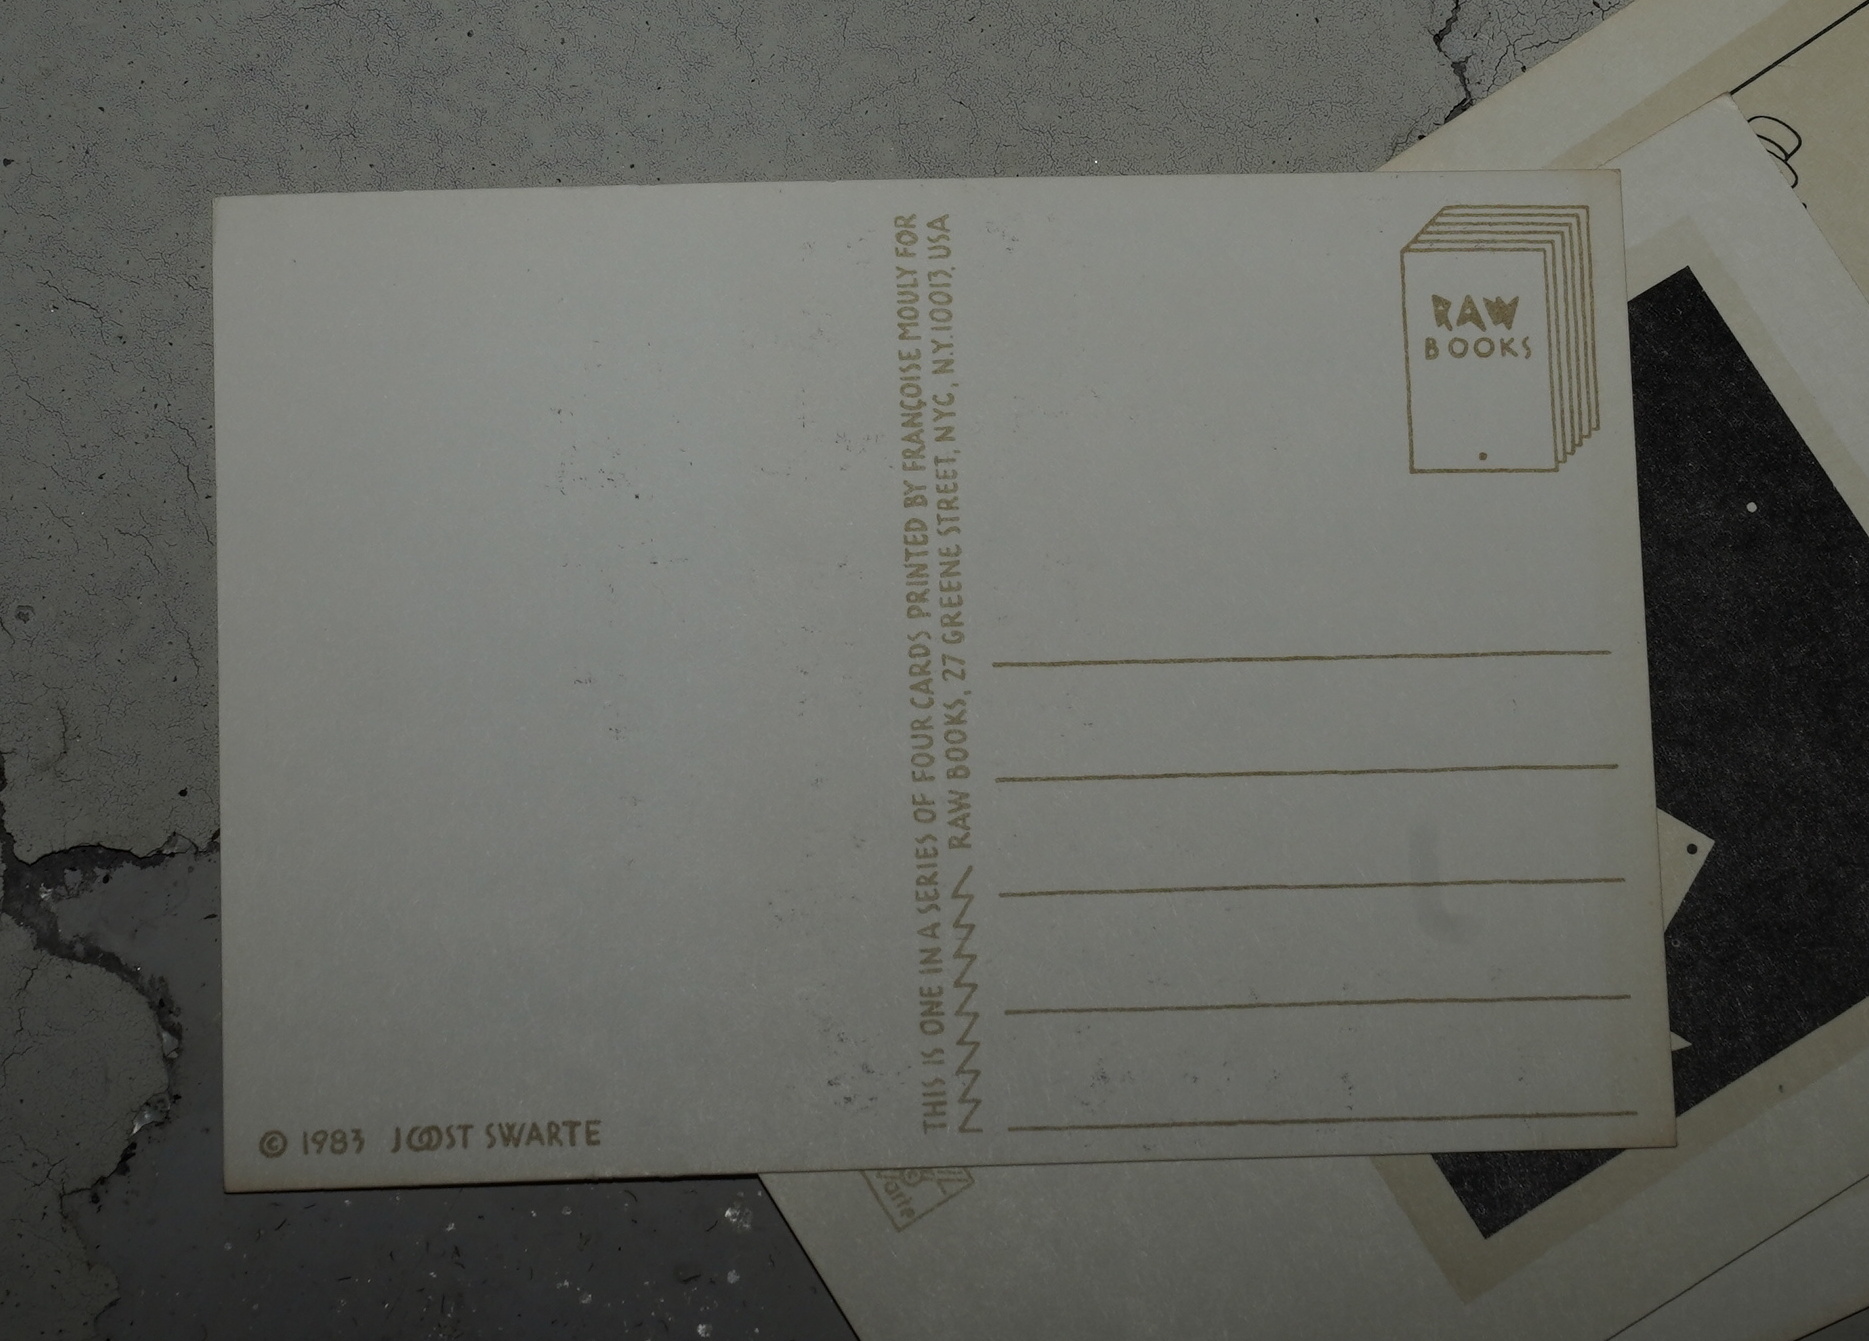 THIS IS ONE IN A SERIES OF FOUR CARDS PRINTED BY FRANÇOISE MOULY FOR
RAW BOOKS, 27 GREENE STREET, NYC, N.Y. 10013, USA
RAW
BOOKS
© 1983 JOOST SWARTE